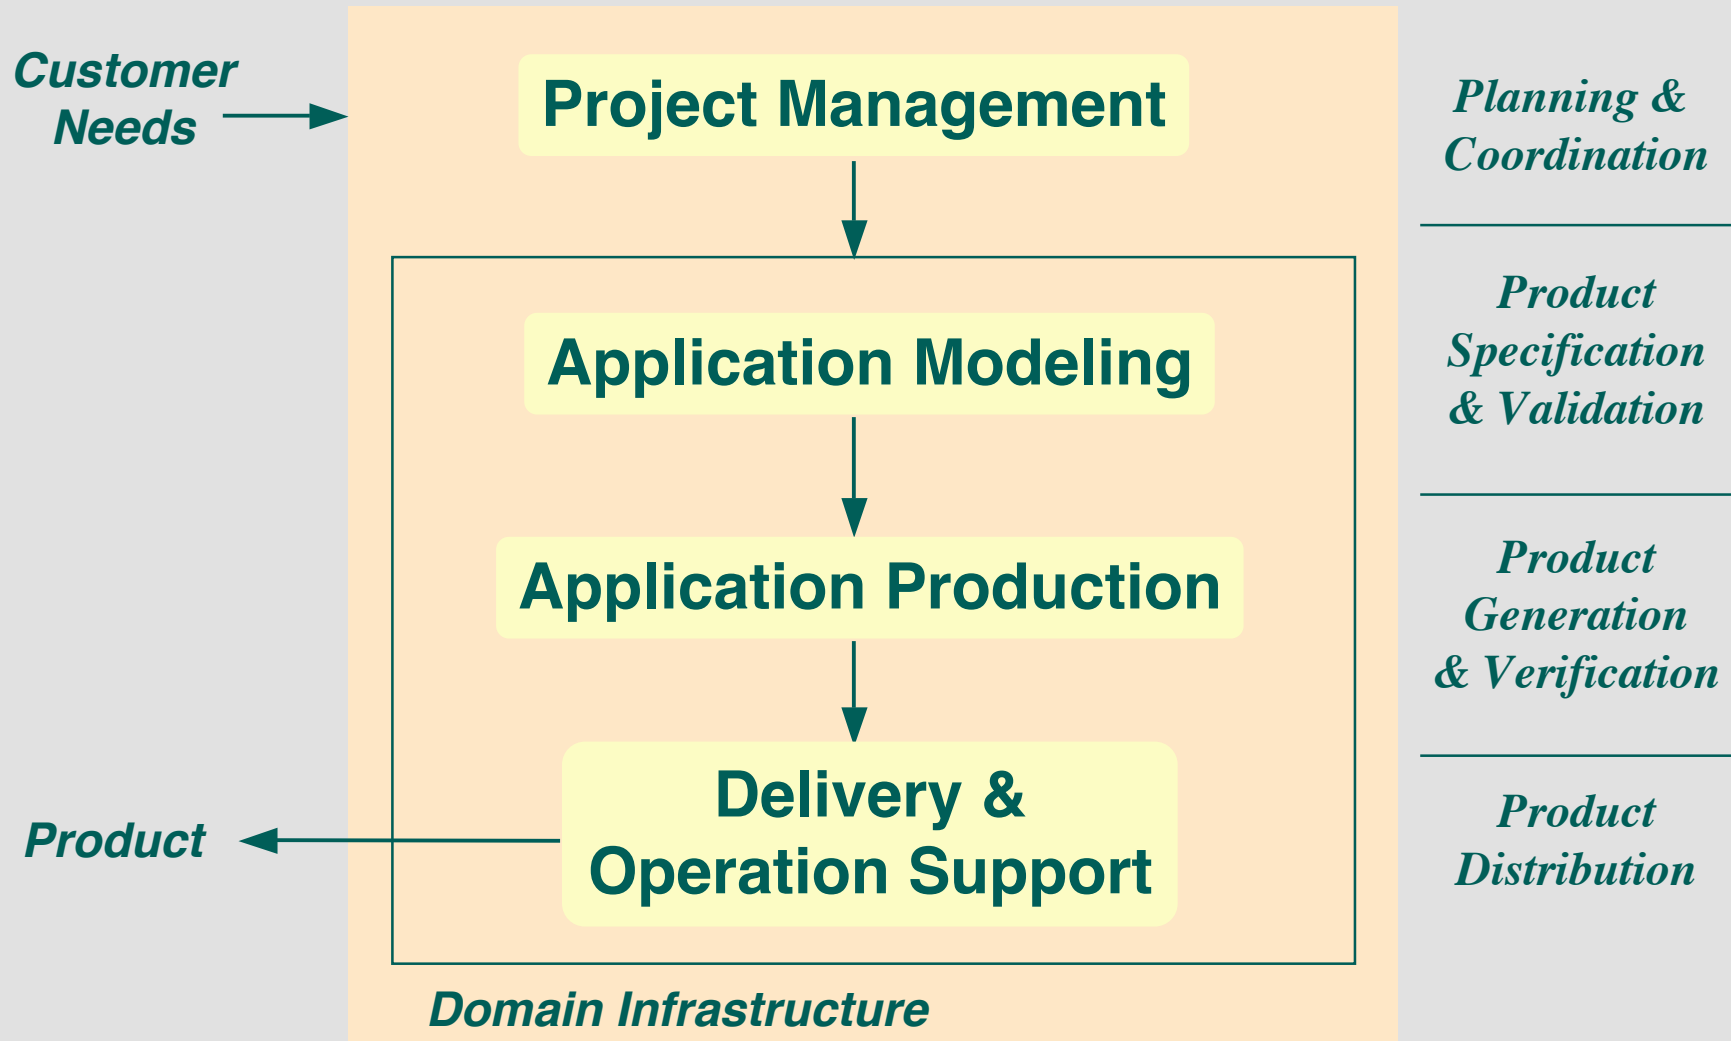 Customer
Needs
Project Management
Planning &
Coordination
Application Modeling
Product
Specification
& Validation
Application Production
Product
Generation
& Verification
Delivery &
Operation Support
Product
Product
Distribution
Domain Infrastructure